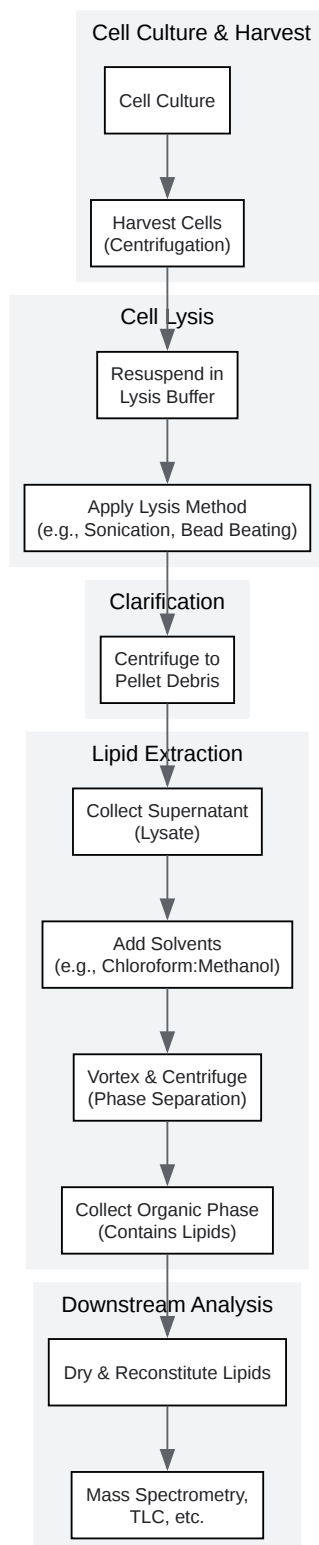 Cell Culture & Harvest
Cell Culture
Harvest Cells
(Centrifugation)
Cell Lysis
Resuspend in
Lysis Buffer
Apply Lysis Method
(e.g., Sonication, Bead Beating)
Clarification
Centrifuge to
Pellet Debris
Lipid Extraction
Collect Supernatant
(Lysate)
Add Solvents
(e.g., Chloroform:Methanol)
Vortex & Centrifuge
(Phase Separation)
Collect Organic Phase
(Contains Lipids)
Downstream Analysis
Dry & Reconstitute Lipids
Mass Spectrometry,
TLC, etc.